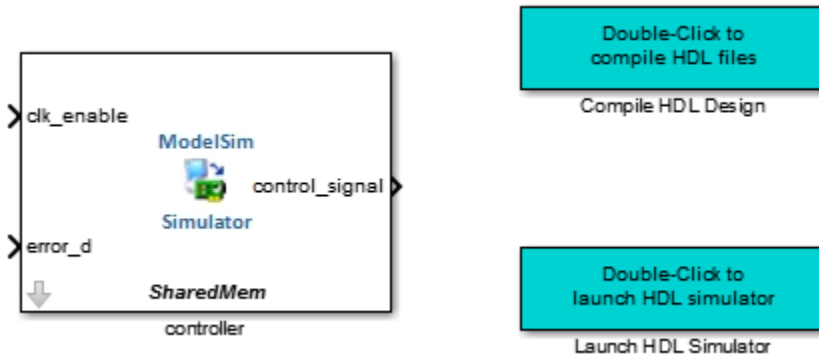 clk_enable
ModelSim
control_signal
Simulator
error_d
SharedMem
controller
Double-Click to
compile HDL files
Compile HDL Design
Double-Click to
launch HDL simulator
Launch HDL Simulator